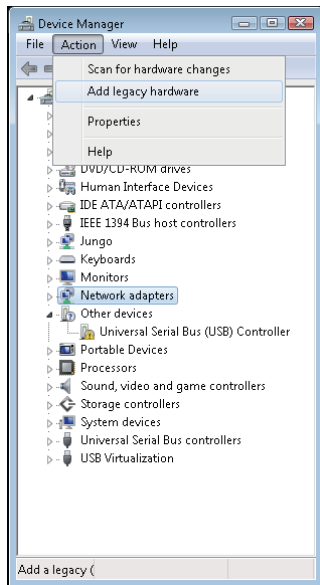 Device Manager
File Action View Help
Scan for hardware changes
Add legacy hardware
Properties
Help
DVD/CD-ROM drives
Human Interface Devices
IDE ATA/ATAPI controllers
IEEE 1394 Bus host controllers
Jungo
Keyboards
Monitors
Network adapters
Other devices
Universal Serial Bus (USB) Controller
Portable Devices
Processors
Sound, video and game controllers
Storage controllers
System devices
Universal Serial Bus controllers
USB Virtualization
Add a legacy (